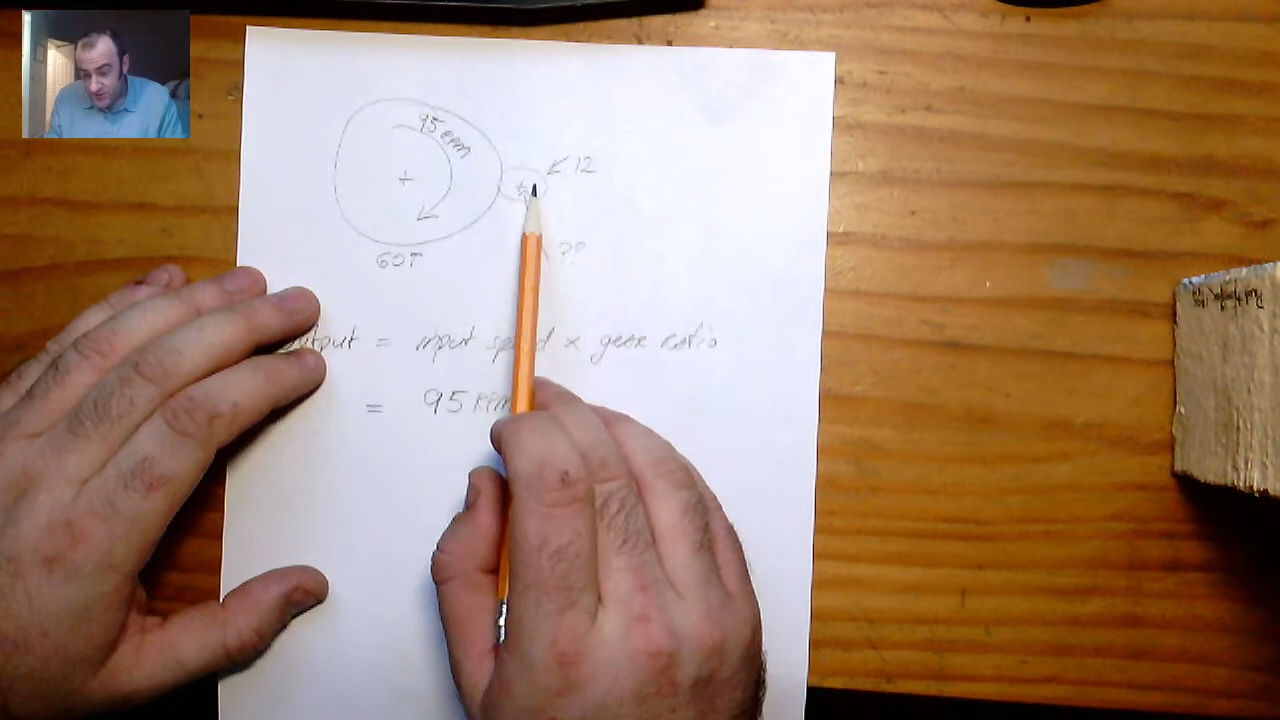 95 RPM
12
??
60T
output = input speed x gear ratio
= 95 RPM